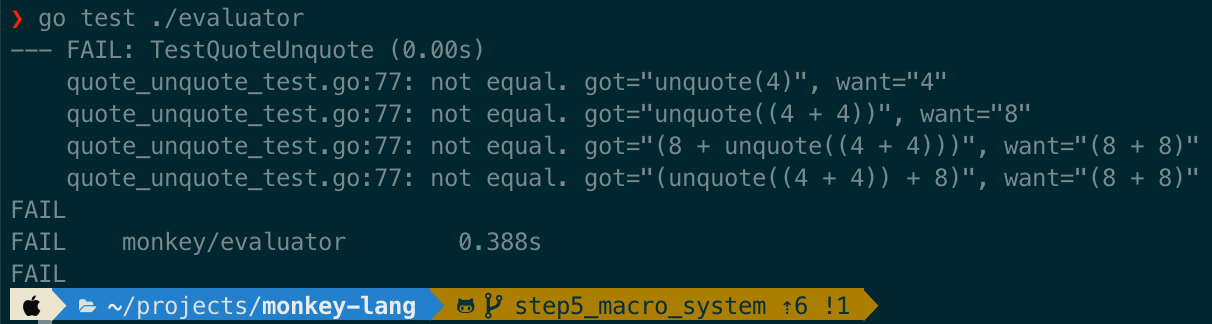 ❯ go test ./evaluator
--- FAIL: TestQuoteUnquote (0.00s)
    quote_unquote_test.go:77: not equal. got="unquote(4)", want="4"
    quote_unquote_test.go:77: not equal. got="unquote((4 + 4))", want="8"
    quote_unquote_test.go:77: not equal. got="(8 + unquote((4 + 4)))", want="(8 + 8)"
    quote_unquote_test.go:77: not equal. got="(unquote((4 + 4)) + 8)", want="(8 + 8)"
FAIL
FAIL    monkey/evaluator        0.388s
FAIL
~/projects/monkey-lang step5_macro_system ⇡6 !1